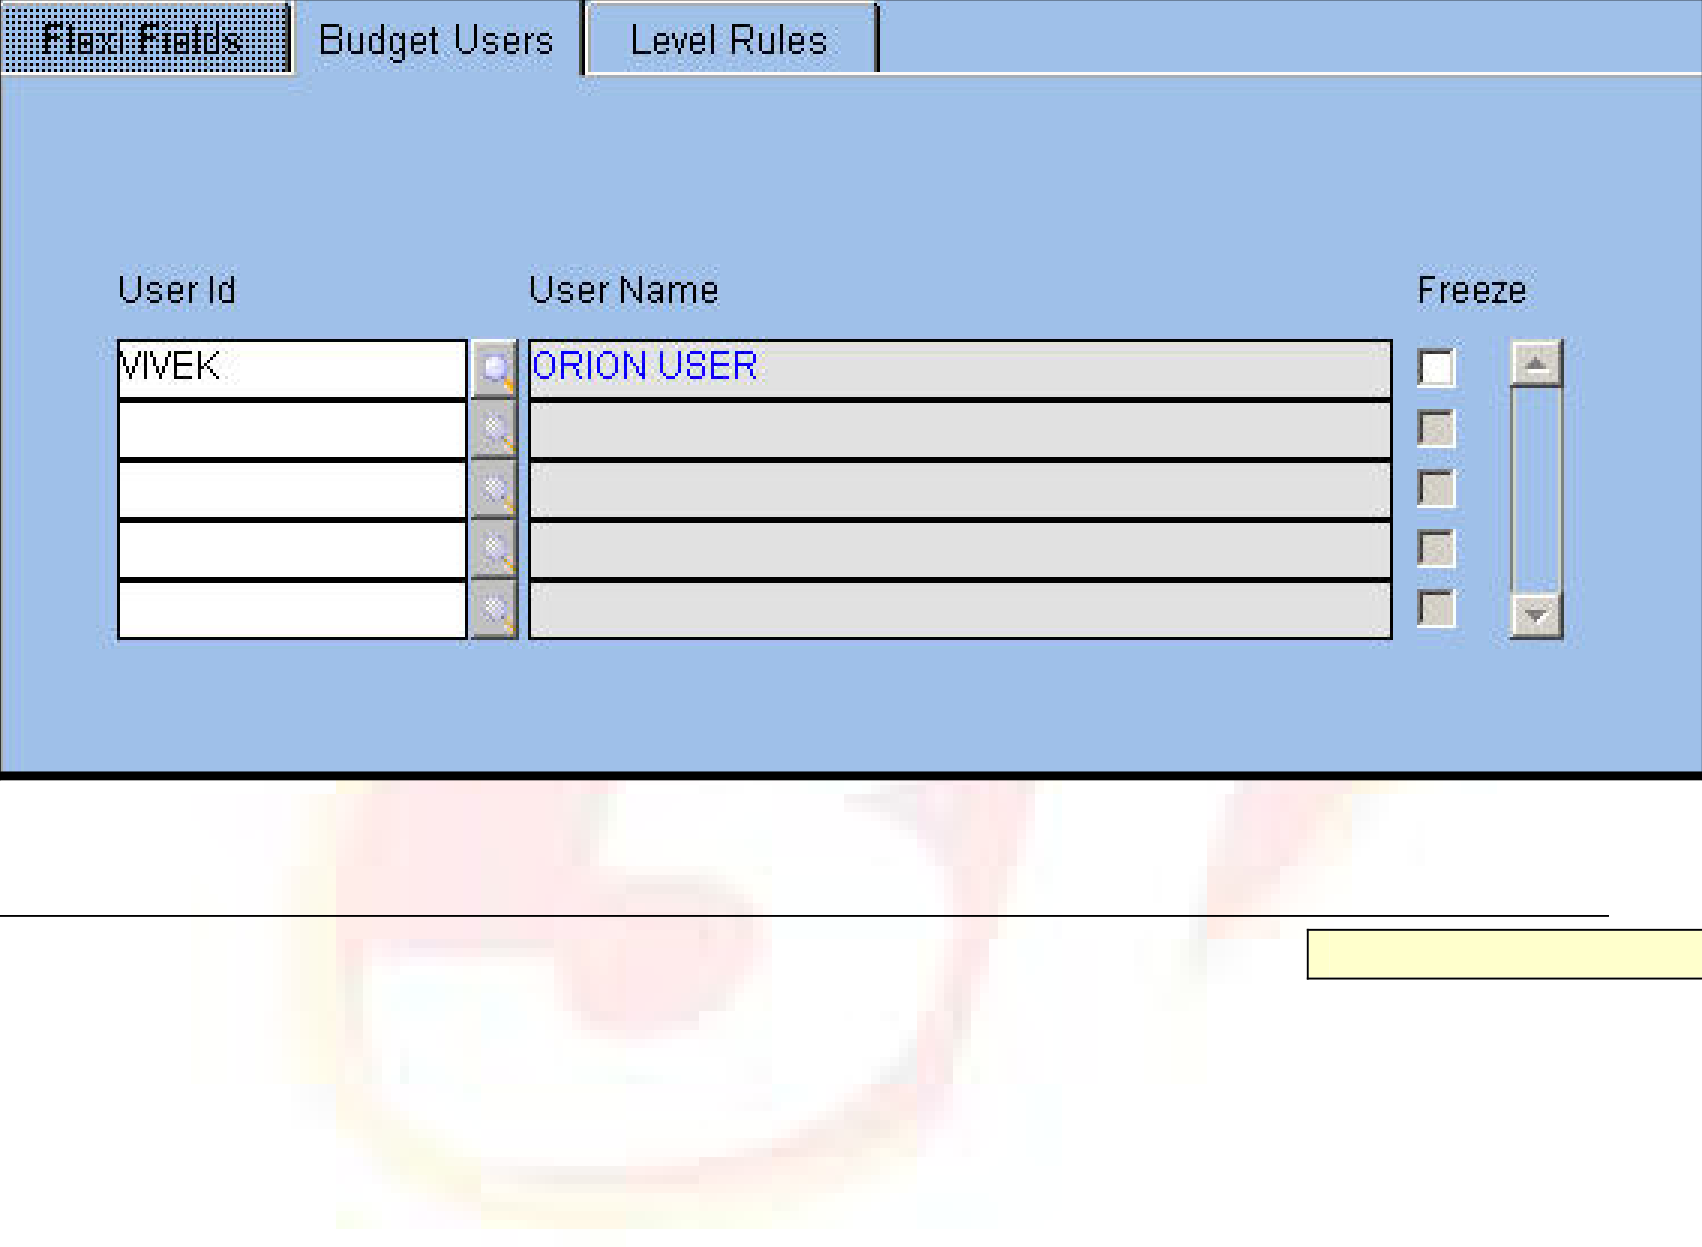 Flexi Fields Budget Users Level Rules
User Id User Name Freeze
VIVEK ORION USER